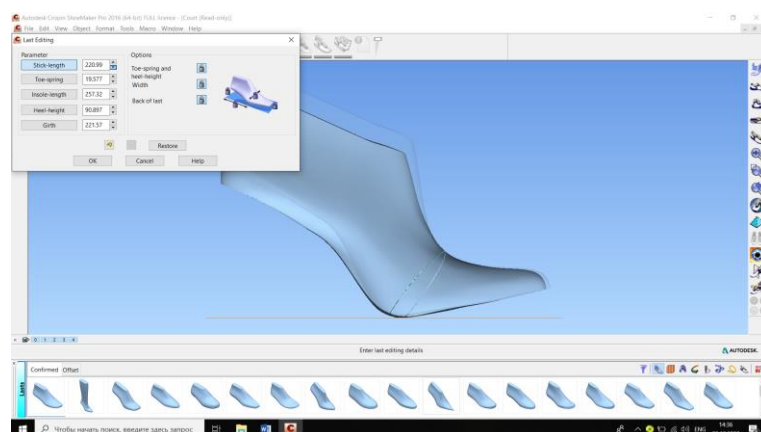 Autodesk Crispin ShoeMaker Pro 2016 (64-bit) FULL licence - [Court (Read-only)]
File Edit View Object Format Tools Macro Window Help
Last Editing
Parameter
Options
Stick-length 220.99
Toe-spring and heel-height
Toe-spring 19.577
Width
Insole-length 257.32
Back of last
Heel-height 90.897
Girth 221.57
Restore
OK Cancel Help
0 1 2 3 4
Enter last editing details
AUTODESK.
Confirmed Offset
Lasts
Чтобы начать поиск, введите здесь запрос
ENG
14:36